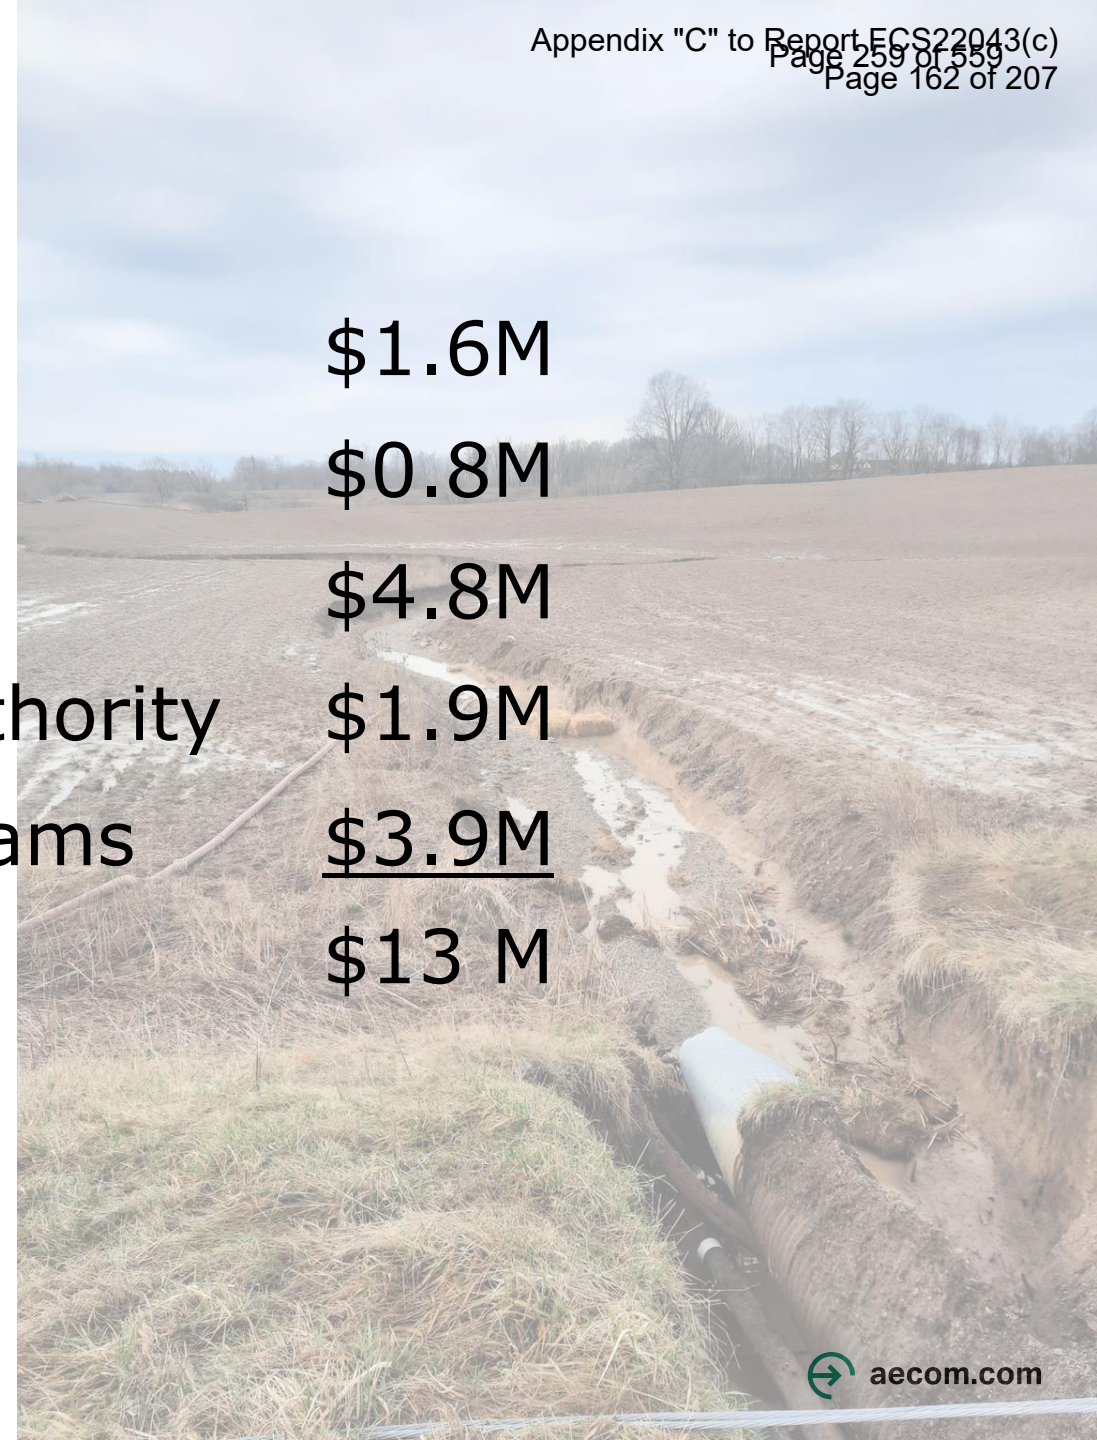 Appendix "C" to Report ECS22043(c)
Page 259 of 559
Page 162 of 207
$1.6M
$0.8M
$4.8M
thority $1.9M
ams $3.9M
$13 M
aecom.com